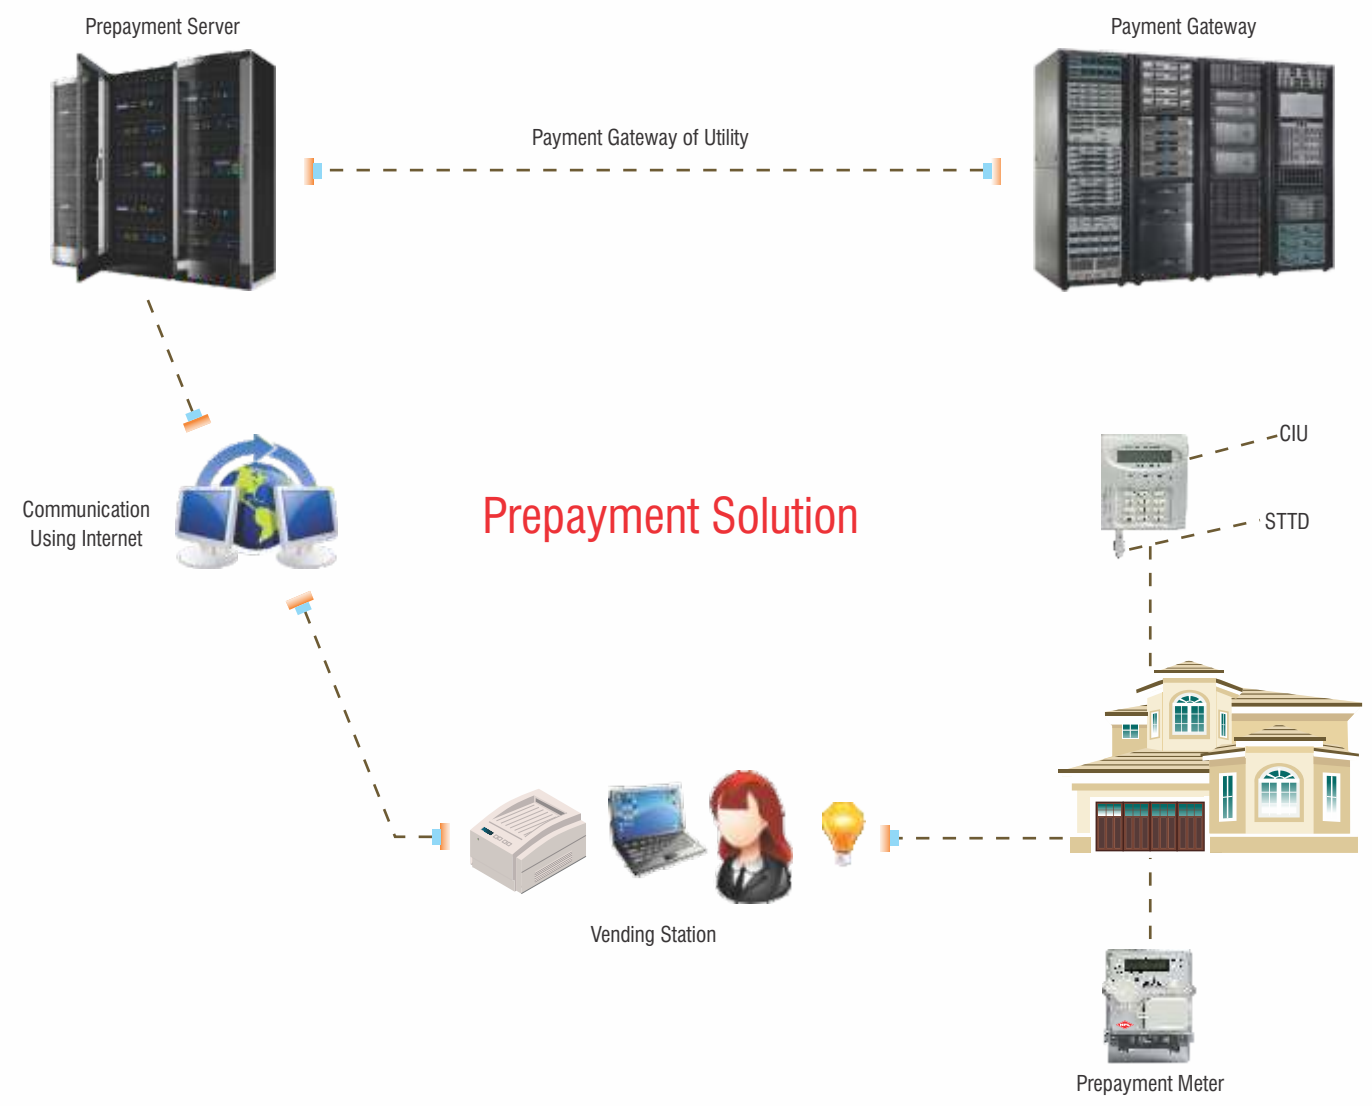 Prepayment Server
Payment Gateway
Payment Gateway of Utility
CIU
Communication
Using Internet
Prepayment Solution
STTD
Vending Station
Prepayment Meter